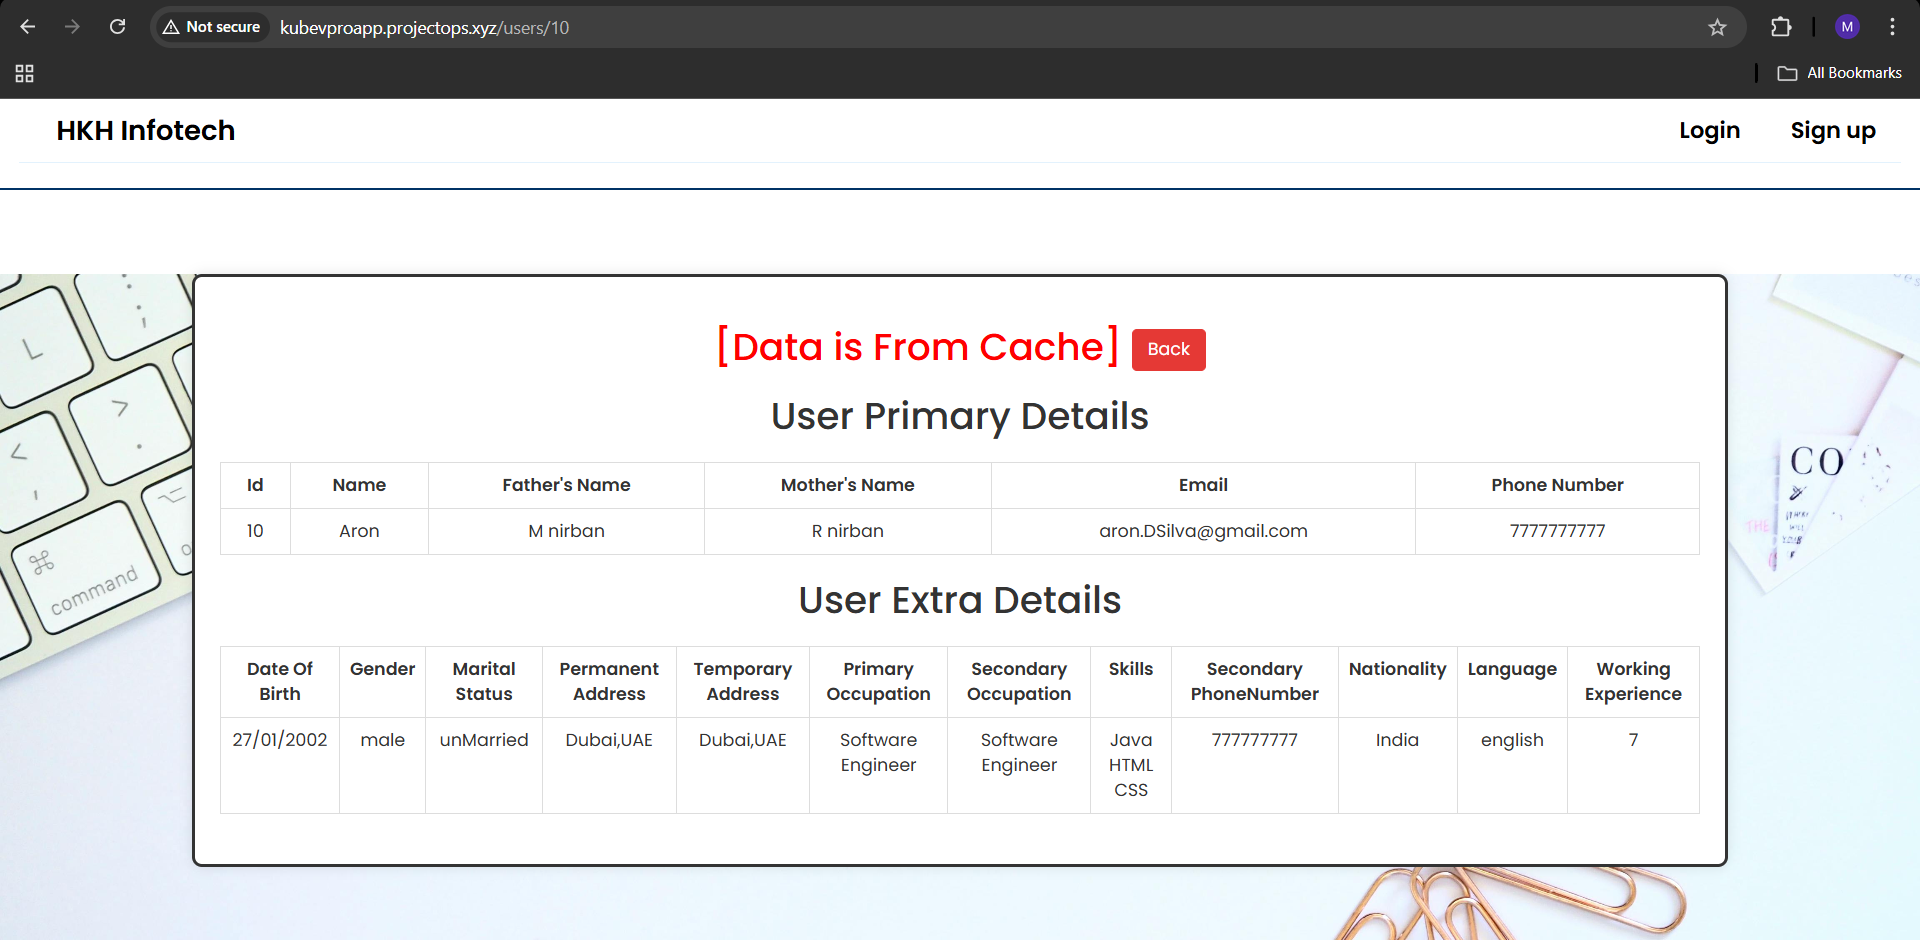 Not secure kubevproapp.projectops.xyz/users/10 M
All Bookmarks
HKH Infotech Login Sign up
[Data is From Cache] Back
User Primary Details
Id Name Father's Name Mother's Name Email Phone Number
10 Aron M nirban R nirban aron.DSilva@gmail.com 7777777777
User Extra Details
Date Of Birth Gender Marital Status Permanent Address Temporary Address Primary Occupation Secondary Occupation Skills Secondary PhoneNumber Nationality Language Working Experience
27/01/2002 male unMarried Dubai,UAE Dubai,UAE Software Engineer Software Engineer Java HTML CSS 777777777 India english 7
L
command
CO
THE